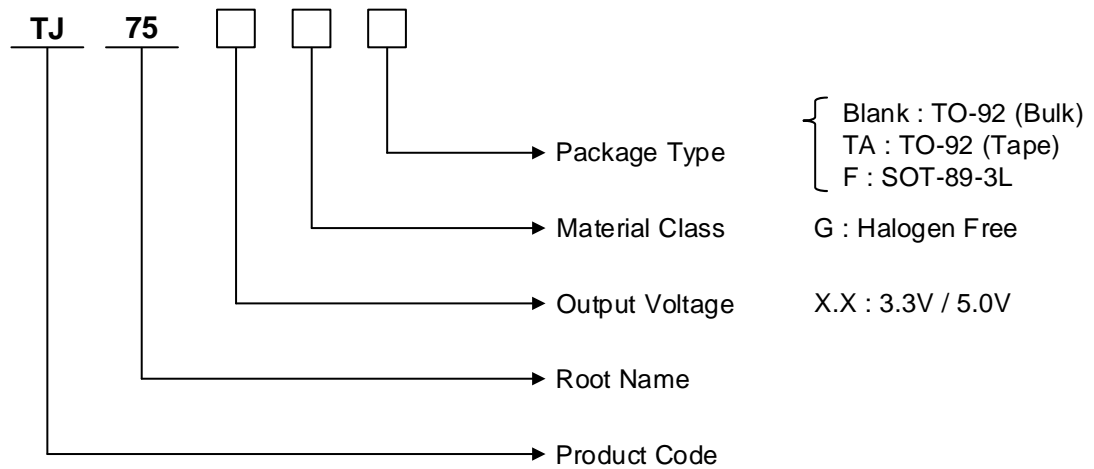 TJ 75
Blank : TO-92 (Bulk)
TA : TO-92 (Tape)
F : SOT-89-3L
Package Type
Material Class G : Halogen Free
Output Voltage X.X : 3.3V / 5.0V
Root Name
Product Code